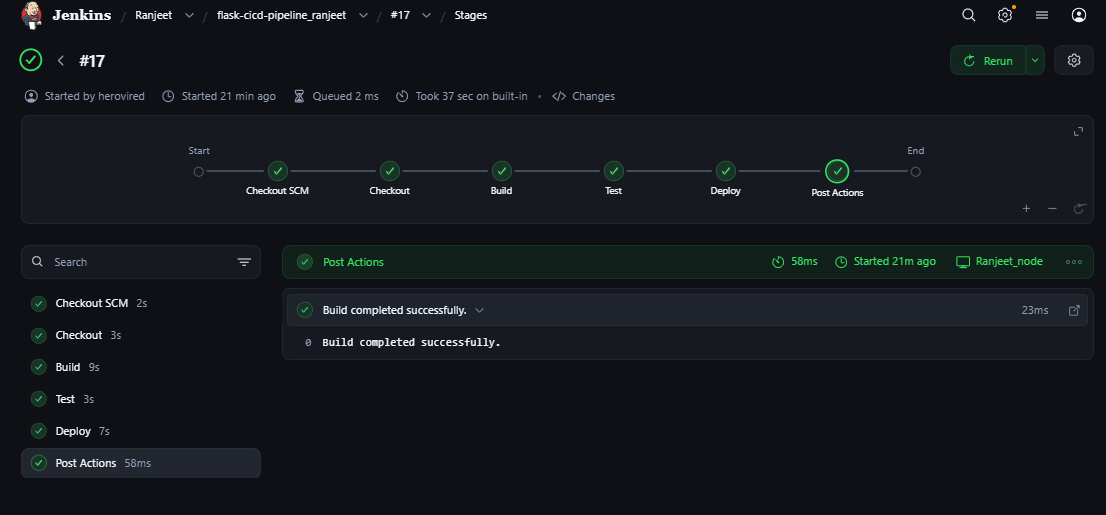 Jenkins / Ranjeet / flask-cicd-pipeline_ranjeet / #17 / Stages
#17
Rerun
Started by herovired Started 21 min ago Queued 2 ms Took 37 sec on built-in • Changes
Start
End
Checkout SCM
Checkout
Build
Test
Deploy
Post Actions
Search
Checkout SCM 2s
Checkout 3s
Build 9s
Test 3s
Deploy 7s
Post Actions 58ms
Post Actions 58ms Started 21m ago Ranjeet_node
Build completed successfully. 23ms
0 Build completed successfully.